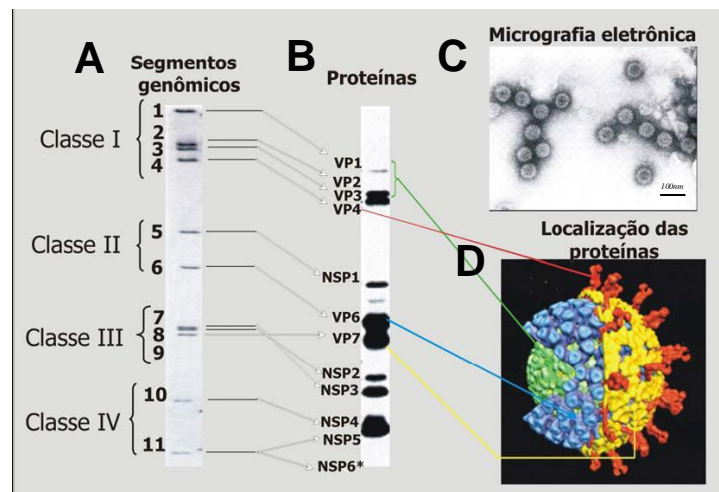 A
Segmentos
genômicos
Classe I
1
2
3
4
Classe II
5
6
Classe III
7
8
9
Classe IV
10
11
B
Proteínas
VP1
VP2
VP3
VP4
NSP1
VP6
VP7
NSP2
NSP3
NSP4
NSP5
NSP6*
C
Micrografia eletrônica
100nm
D
Localização das
proteínas